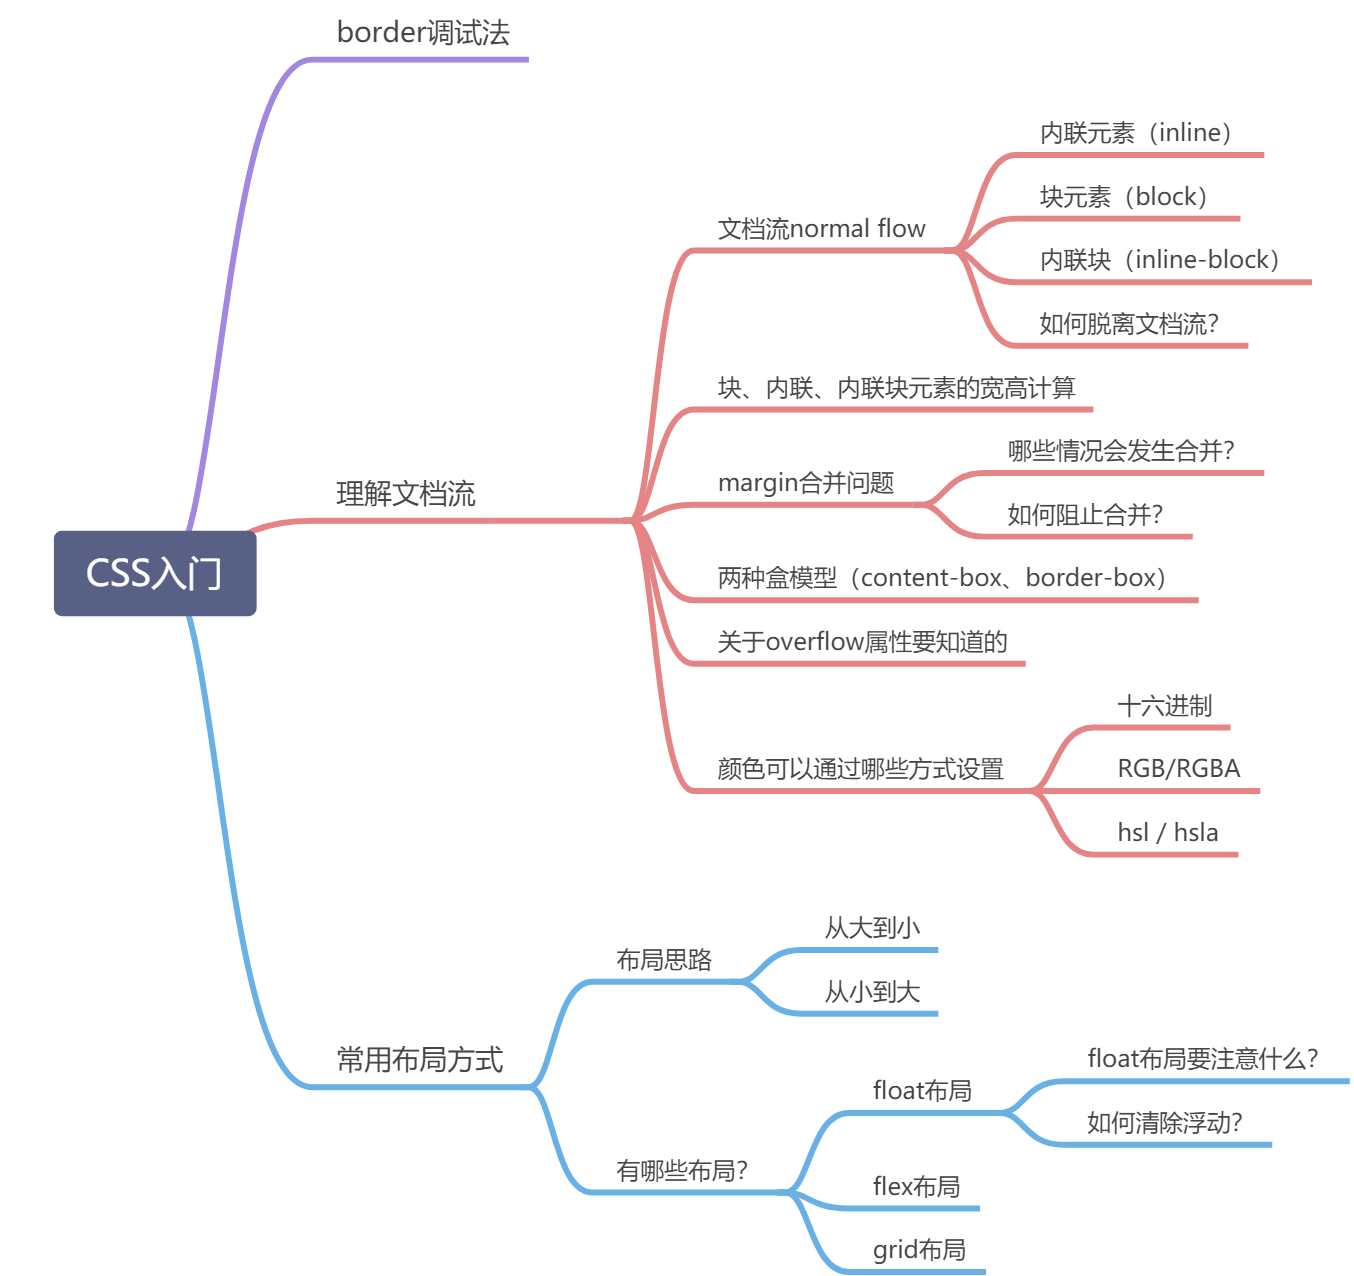 border调试法
内联元素（inline）
块元素（block）
文档流normal flow
内联块（inline-block）
如何脱离文档流？
块、内联、内联块元素的宽高计算
哪些情况会发生合并？
margin合并问题
理解文档流
如何阻止合并？
CSS入门
两种盒模型（content-box、border-box）
关于overflow属性要知道的
十六进制
颜色可以通过哪些方式设置
RGB/RGBA
hsl / hsla
从大到小
布局思路
从小到大
常用布局方式
float布局要注意什么？
float布局
如何清除浮动？
有哪些布局？
flex布局
grid布局